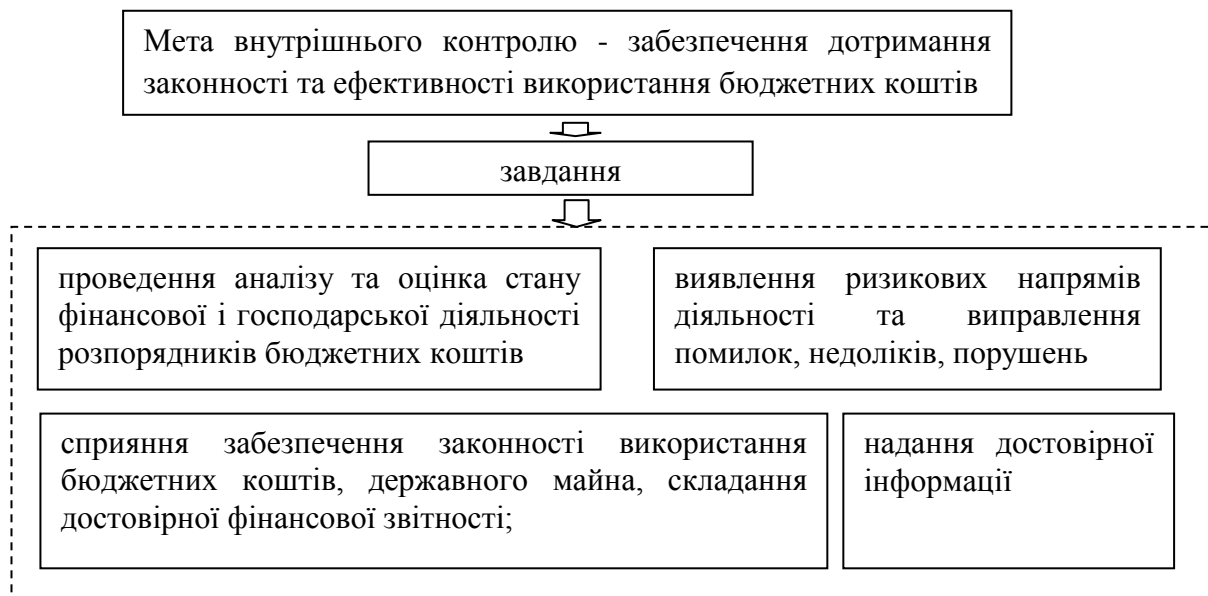 Мета внутрішнього контролю - забезпечення дотримання
законності та ефективності використання бюджетних коштів
завдання
проведення аналізу та оцінка стану
фінансової і господарської діяльності
розпорядників бюджетних коштів
виявлення ризикових напрямів
діяльності та виправлення
помилок, недоліків, порушень
сприяння забезпечення законності використання
бюджетних коштів, державного майна, складання
достовірної фінансової звітності;
надання достовірної
інформації